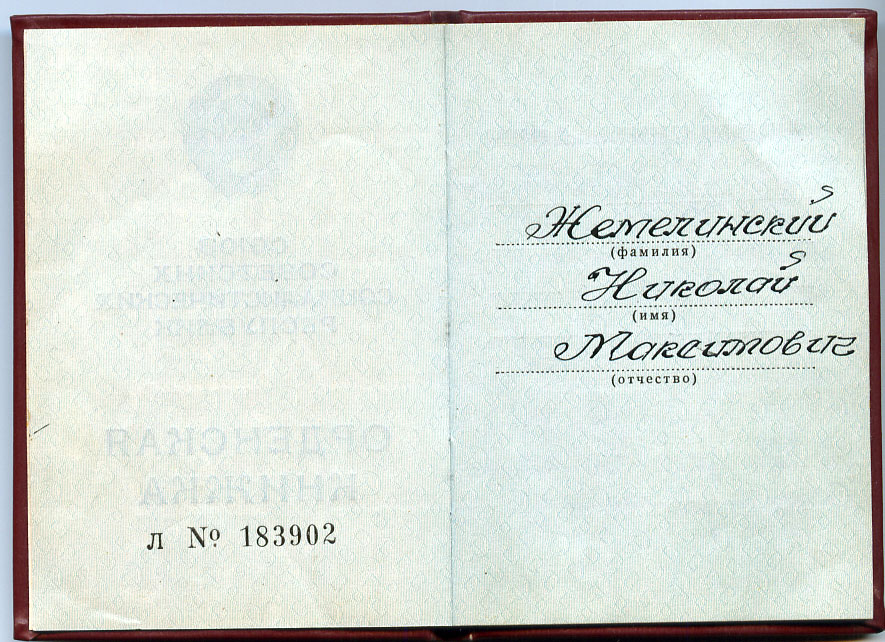 СОЮЗ
СОВЕТСКИХ
СОЦИАЛИСТИЧЕСКИХ
РЕСПУБЛИК
ОРДЕНСКАЯ
КНИЖКА
Л № 183902
Жемелинский
(фамилия)
Николай
(имя)
Максимович
(отчество)